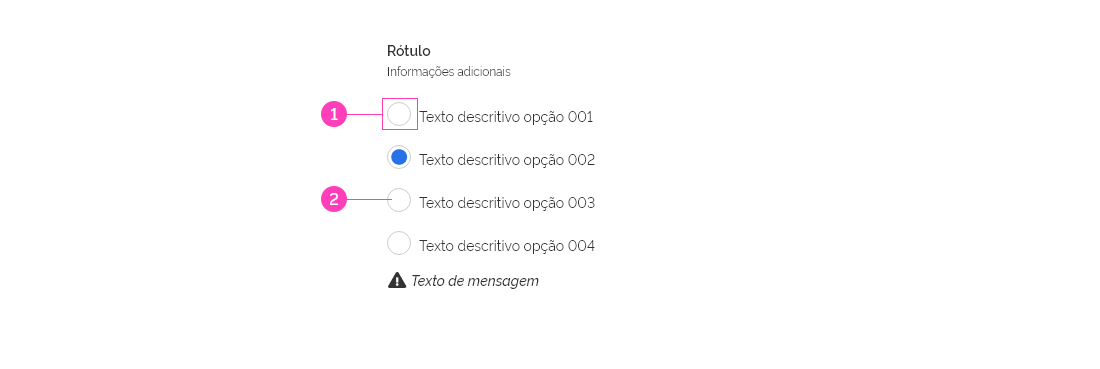 Rótulo
Informações adicionais
1 Texto descritivo opção 001
Texto descritivo opção 002
2 Texto descritivo opção 003
Texto descritivo opção 004
Texto de mensagem